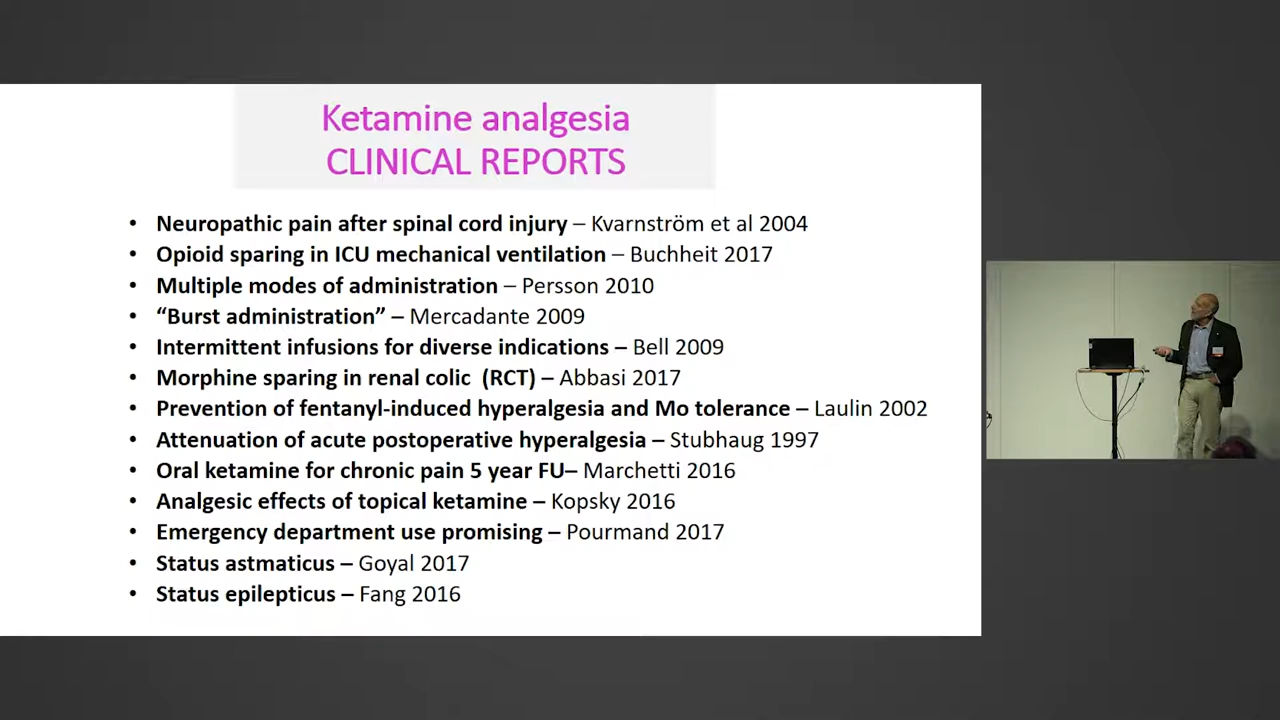 Ketamine analgesia
CLINICAL REPORTS
• Neuropathic pain after spinal cord injury – Kvarnström et al 2004
• Opioid sparing in ICU mechanical ventilation – Buchheit 2017
• Multiple modes of administration – Persson 2010
• “Burst administration” – Mercadante 2009
• Intermittent infusions for diverse indications – Bell 2009
• Morphine sparing in renal colic (RCT) – Abbasi 2017
• Prevention of fentanyl-induced hyperalgesia and Mo tolerance – Laulin 2002
• Attenuation of acute postoperative hyperalgesia – Stubhaug 1997
• Oral ketamine for chronic pain 5 year FU– Marchetti 2016
• Analgesic effects of topical ketamine – Kopsky 2016
• Emergency department use promising – Pourmand 2017
• Status astmaticus – Goyal 2017
• Status epilepticus – Fang 2016